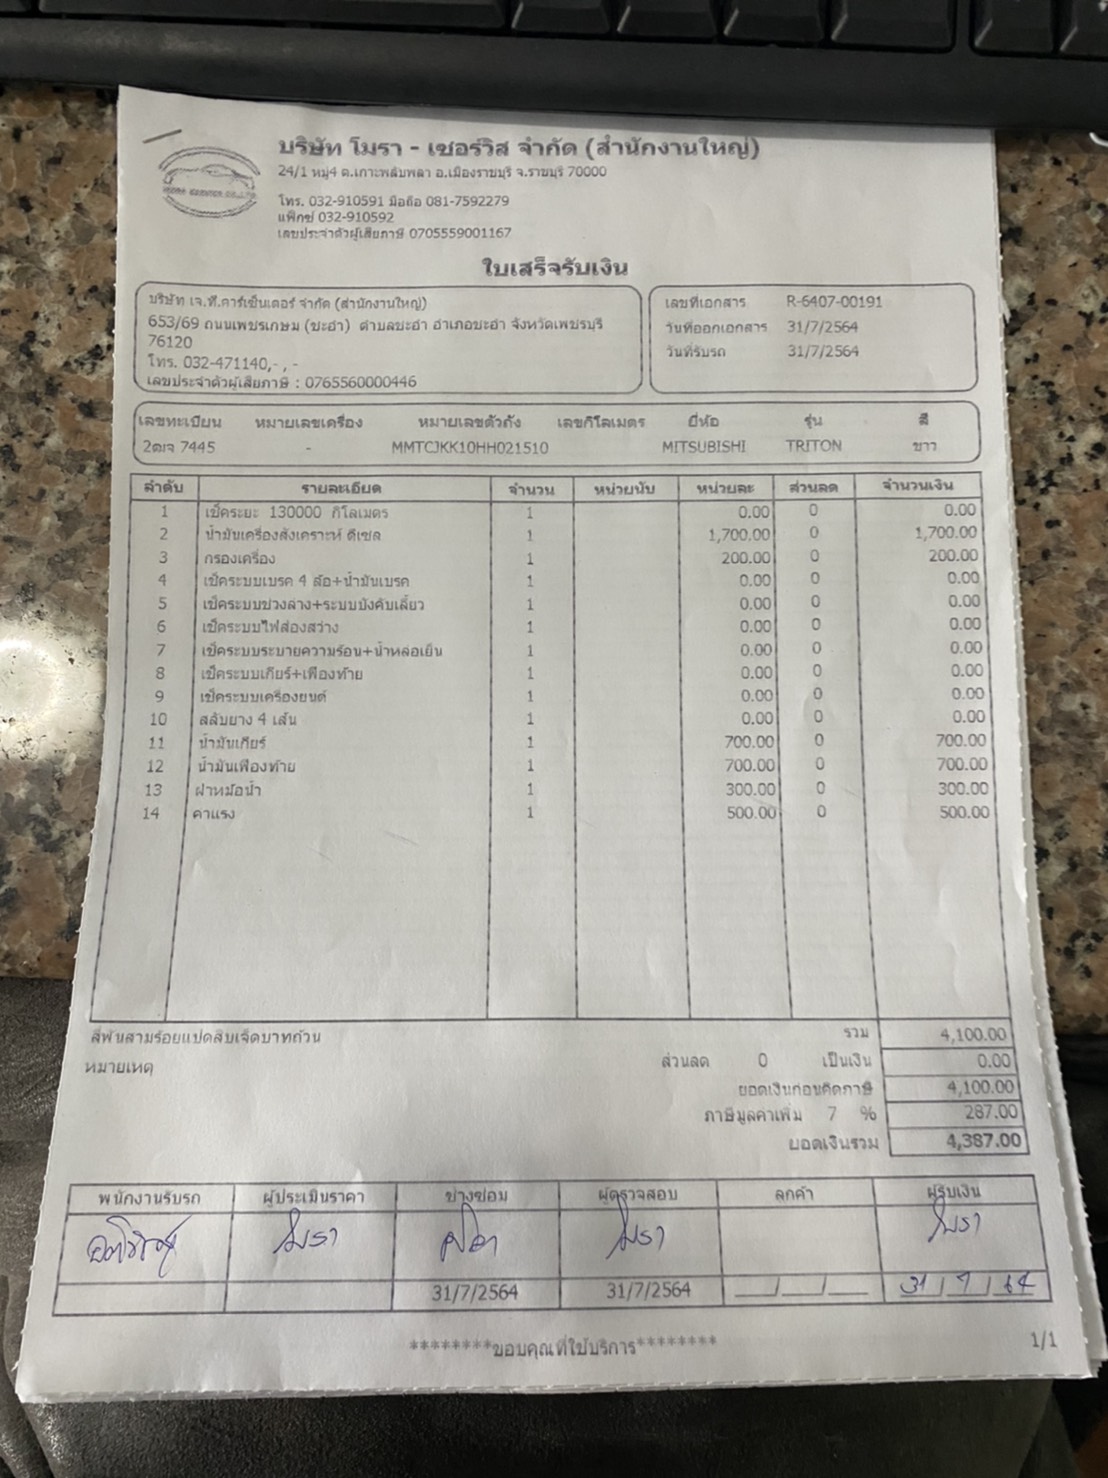 บริษัท โมรา - เซอร์วิส จำกัด (สำนักงานใหญ่)
24/1 หมู่4 ต.เกาะพลับพลา อ.เมืองราชบุรี จ.ราชบุรี 70000
โทร. 032-910591 มือถือ 081-7592279
แฟ็กซ์ 032-910592
เลขประจำตัวผู้เสียภาษี 0705559001167
ใบเสร็จรับเงิน
บริษัท เจ.ที.คาร์เซ็นเตอร์ จำกัด (สำนักงานใหญ่)
653/69 ถนนเพชรเกษม (ชะอำ) ตำบลชะอำ อำเภอชะอำ จังหวัดเพชรบุรี
76120
โทร. 032-471140,- , -
เลขประจำตัวผู้เสียภาษี : 0765560000446
เลขที่เอกสาร R-6407-00191
วันที่ออกเอกสาร 31/7/2564
วันที่รับรถ 31/7/2564
เลขทะเบียน หมายเลขเครื่อง หมายเลขตัวถัง เลขกิโลเมตร ยี่ห้อ รุ่น สี
2ฒจ 7445 - MMTCJKK10HH021510 MITSUBISHI TRITON ขาว
ลำดับ รายละเอียด จำนวน หน่วยนับ หน่วยละ ส่วนลด จำนวนเงิน
1 เช็คระยะ 130000 กิโลเมตร 1 0.00 0 0.00
2 น้ำมันเครื่องสังเคราะห์ ดีเซล 1 1,700.00 0 1,700.00
3 กรองเครื่อง 1 200.00 0 200.00
4 เช็คระบบเบรค 4 ล้อ+น้ำมันเบรค 1 0.00 0 0.00
5 เช็คระบบช่วงล่าง+ระบบบังคับเลี้ยว 1 0.00 0 0.00
6 เช็คระบบไฟส่องสว่าง 1 0.00 0 0.00
7 เช็คระบบระบายความร้อน+น้ำหล่อเย็น 1 0.00 0 0.00
8 เช็คระบบเกียร์+เฟืองท้าย 1 0.00 0 0.00
9 เช็คระบบเครื่องยนต์ 1 0.00 0 0.00
10 สลับยาง 4 เส้น 1 0.00 0 0.00
11 น้ำมันเกียร์ 1 700.00 0 700.00
12 น้ำมันเฟืองท้าย 1 700.00 0 700.00
13 ฝาหม้อน้ำ 1 300.00 0 300.00
14 ค่าแรง 1 500.00 0 500.00
สี่พันสามร้อยแปดสิบเจ็ดบาทถ้วน รวม 4,100.00
หมายเหตุ ส่วนลด 0 เป็นเงิน 0.00
ยอดเงินก่อนคิดภาษี 4,100.00
ภาษีมูลค่าเพิ่ม 7 % 287.00
ยอดเงินรวม 4,387.00
พนักงานรับรถ ผู้ประเมินราคา ช่างซ่อม ผู้ตรวจสอบ ลูกค้า ผู้รับเงิน
โมรา โมรา โมรา
31/7/2564 31/7/2564 __/__/__ 31/7/64
********ขอบคุณที่ใช้บริการ********
1/1